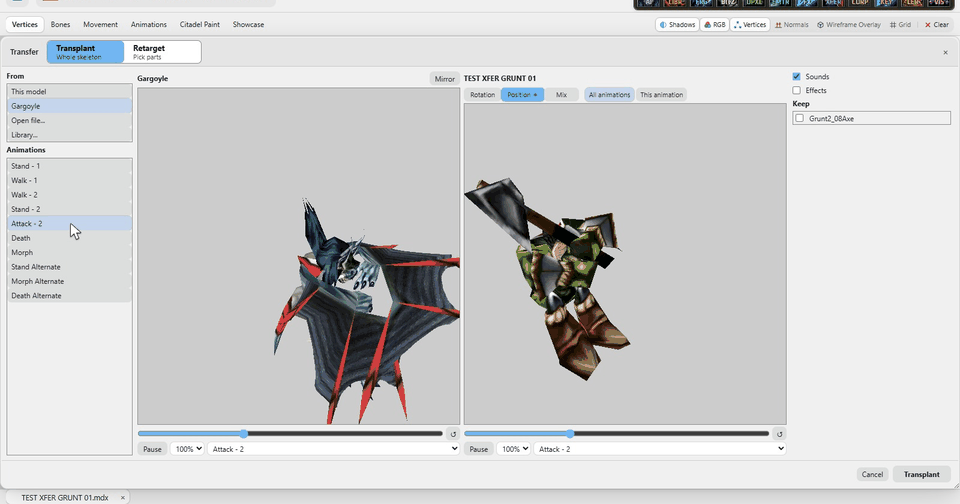 Vertices Bones Movement Animations Citadel Paint Showcase
Shadows RGB Vertices Normals Wireframe Overlay Grid Clear
Transfer
Transplant
Whole skeleton
Retarget
Pick parts
From
This model
Gargoyle
Open file...
Library...
Animations
Stand - 1
Walk - 1
Walk - 2
Stand - 2
Attack - 2
Death
Morph
Stand Alternate
Morph Alternate
Death Alternate
Gargoyle
Mirror
Pause 100% Attack - 2
TEST XFER GRUNT 01
Rotation Position + Mix All animations This animation
Pause 100% Attack - 2
Sounds
Effects
Keep
Grunt2_08Axe
Cancel Transplant
TEST XFER GRUNT 01.mdx ×